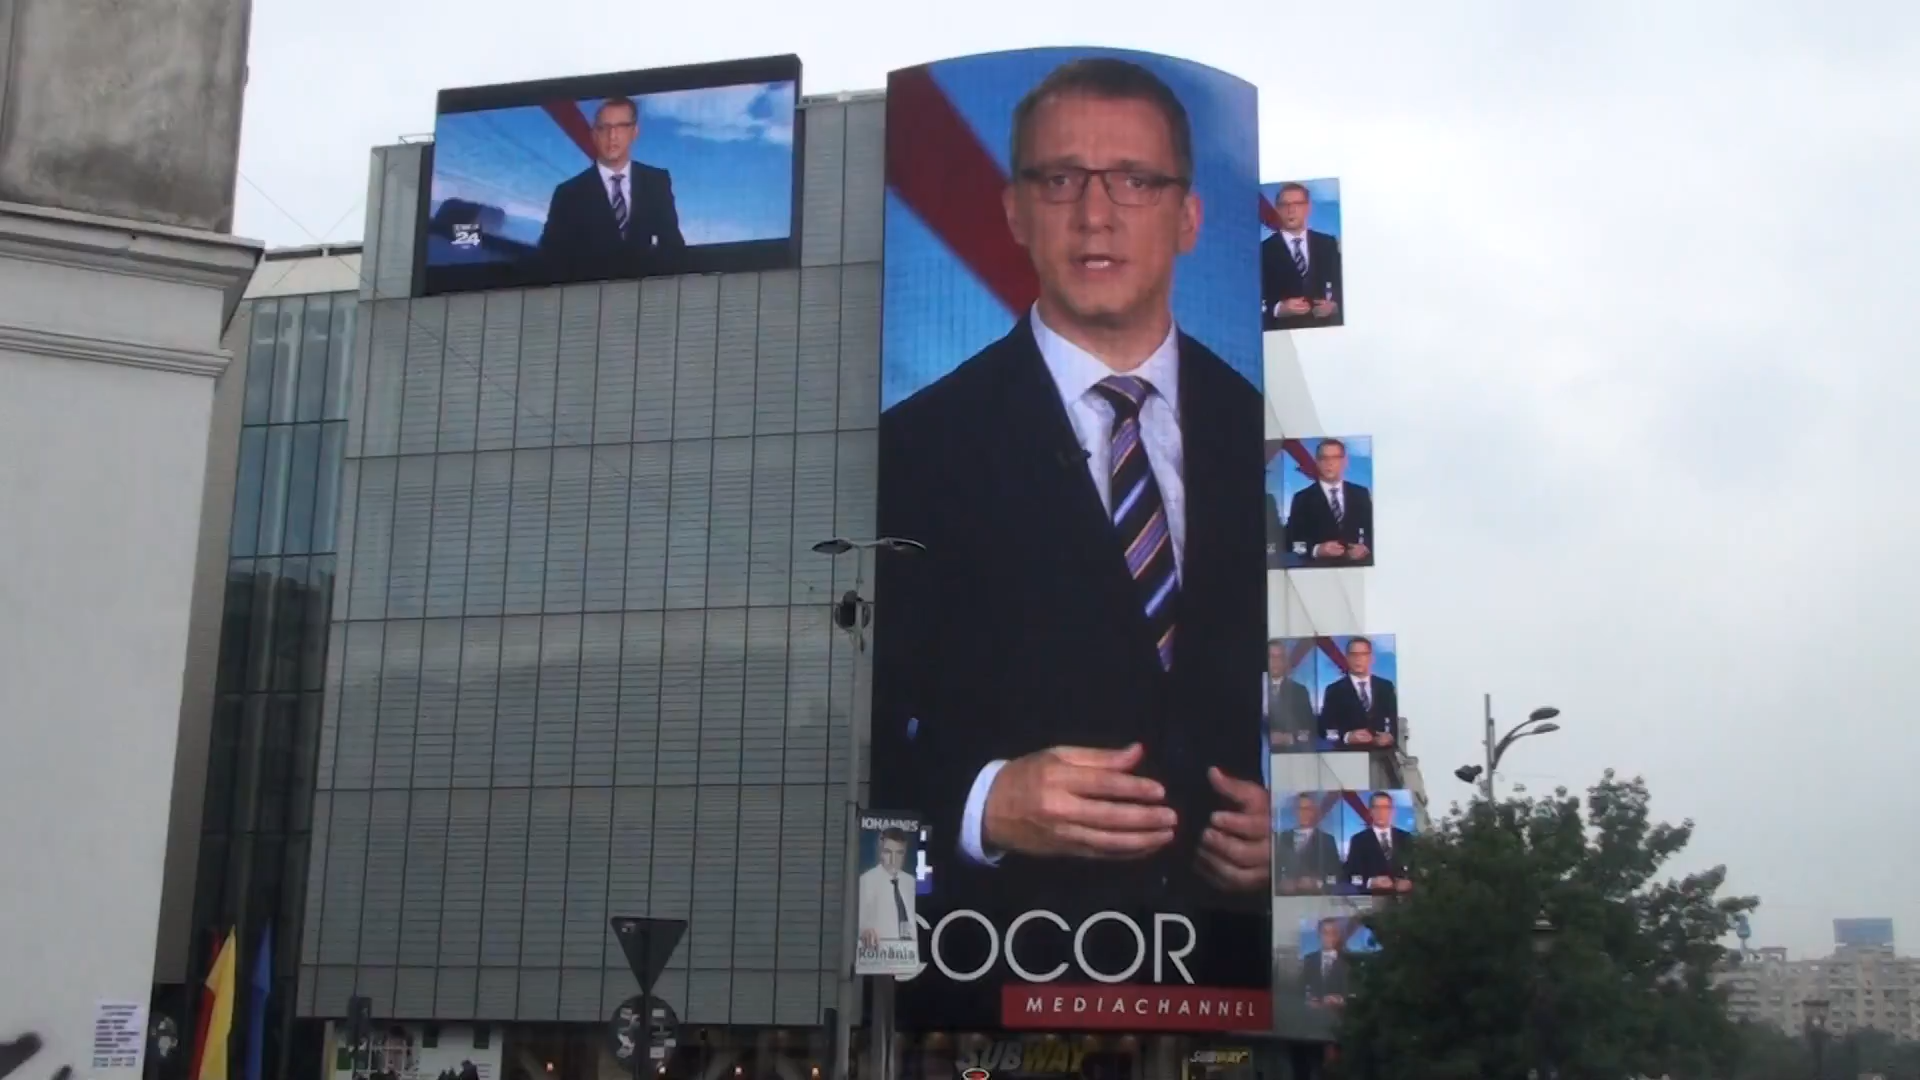 24
IOHANNIS
România
COCOR
MEDIACHANNEL
SUBWAY
SUBWAY